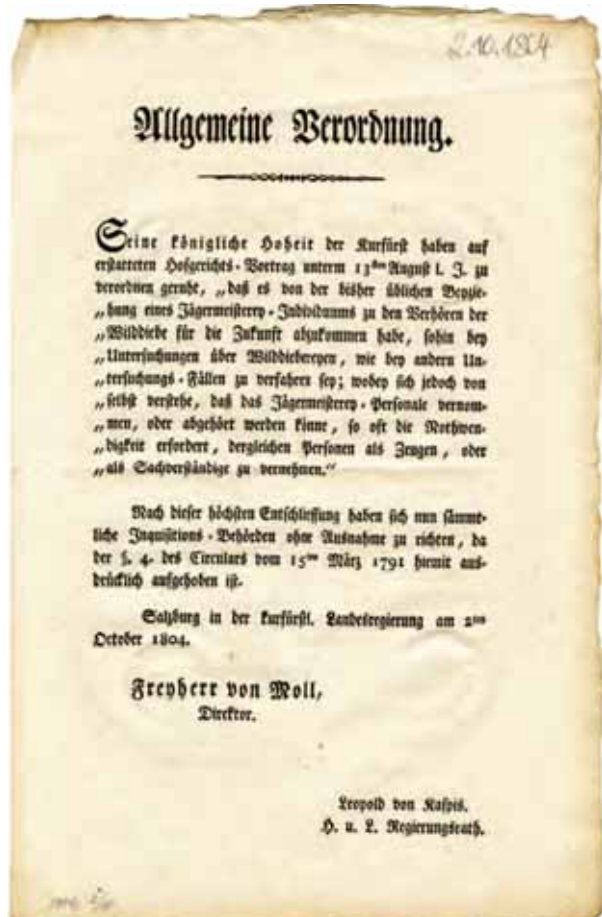 2.10.1804
Allgemeine Verordnung.
Seine königliche Hoheit der Kurfürst haben auf
erstatteten Hofgerichts-Vortrag unterm 13ten August l. J. zu
verordnen geruht, „daß es von der bisher üblichen Beyzie-
„hung eines Jägermeisterey-Individuums zu den Verhören der
„Wilddiebe für die Zukunft abzukommen habe, sohin bey
„Untersuchungen über Wilddiebereyen, wie bey andern Un-
„tersuchungs-Fällen zu verfahren sey; wobey sich jedoch von
„selbst verstehe, daß das Jägermeisterey-Personale vernom-
„men, oder abgehört werden könne, so oft die Nothwen-
„digkeit erfordert, dergleichen Personen als Zeugen, oder
„als Sachverständige zu vernehmen.“
Nach dieser höchsten Entschliessung haben sich nun sämmt-
liche Inquisitions-Behörden ohne Ausnahme zu richten, da
der §. 4. des Circulars vom 15ten März 1791 hiemit aus-
drücklich aufgehoben ist.
Salzburg in der kurfürstl. Landesregierung am 2ten
October 1804.
Freyherr von Moll,
Direktor.
Leopold von Kaspis.
H. u. L. Regierungsrath.